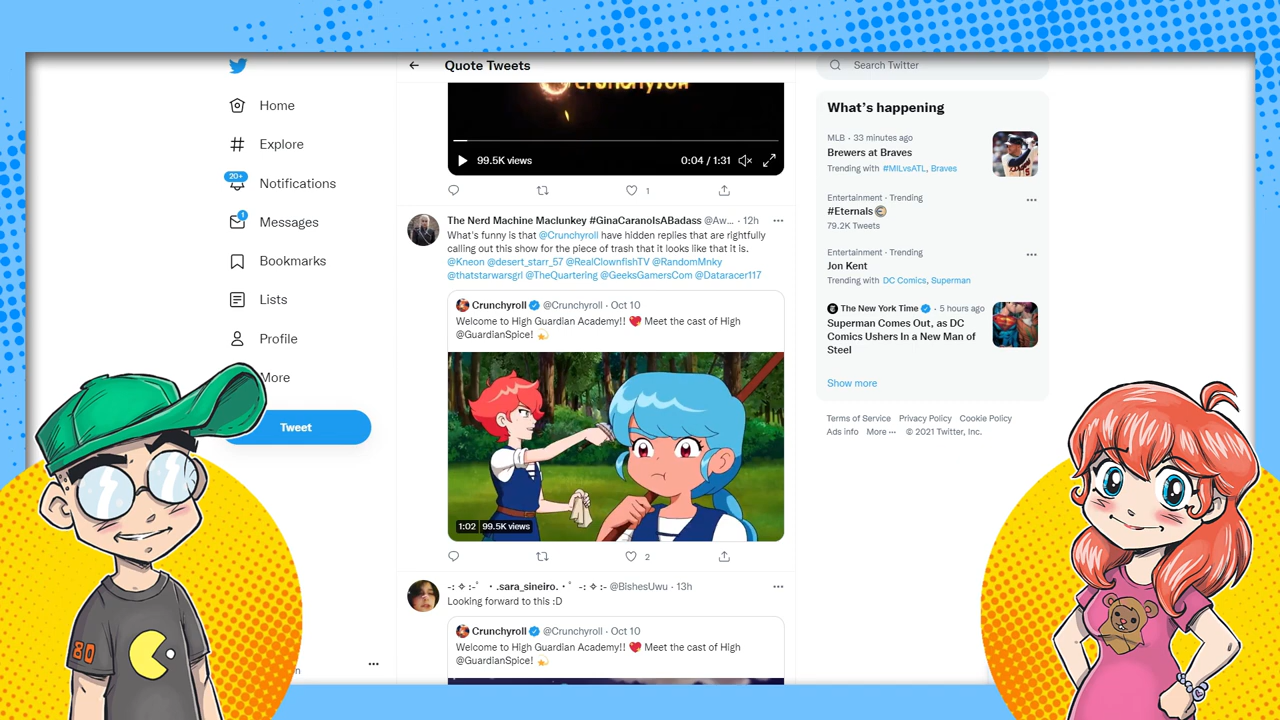 Home
Explore
20+
Notifications
1
Messages
Bookmarks
Lists
Profile
More
Tweet
80
Quote Tweets
Crunchyroll
99.5K views
0:04 / 1:31
1
The Nerd Machine Maclunkey #GinaCaranoIsABadass @Aw... · 12h
What's funny is that @Crunchyroll have hidden replies that are rightfully
calling out this show for the piece of trash that it looks like that it is.
@Kneon @desert_starr_57 @RealClownfishTV @RandomMnky
@thatstarwarsgrl @TheQuartering @GeeksGamersCom @Dataracer117
Crunchyroll @Crunchyroll · Oct 10
Welcome to High Guardian Academy!! 💖 Meet the cast of High
@GuardianSpice! 💫
1:02 99.5K views
2
-: ✧ :-ﾟ ・.sara_sineiro.・ﾟ -: ✧ :- @BishesUwu · 13h
Looking forward to this :D
Crunchyroll @Crunchyroll · Oct 10
Welcome to High Guardian Academy!! 💖 Meet the cast of High
@GuardianSpice! 💫
Search Twitter
What's happening
MLB · 33 minutes ago
Brewers at Braves
Trending with #MILvsATL, Braves
Entertainment · Trending
#Eternals
79.2K Tweets
Entertainment · Trending
Jon Kent
Trending with DC Comics, Superman
The New York Time · 5 hours ago
Superman Comes Out, as DC
Comics Ushers In a New Man of
Steel
Show more
Terms of Service Privacy Policy Cookie Policy
Ads info More ··· © 2021 Twitter, Inc.